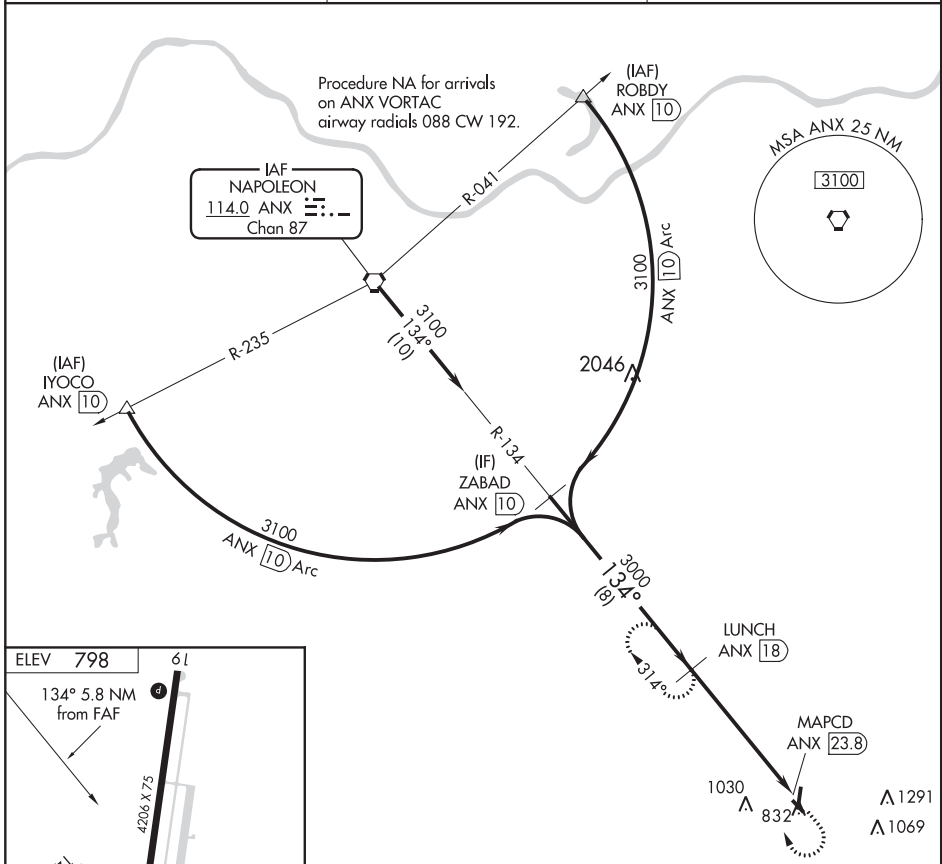 Procedure NA for arrivals
on ANX VORTAC
airway radials 088 CW 192.
(IAF)
ROBDY
ANX 10
MSA ANX 25 NM
3100
IAF
NAPOLEON
114.0 ANX
Chan 87
R-041
3100
ANX 10 Arc
R-235
3100
134°
(10)
(IAF)
IYOCO
ANX 10
2046
R-134
(IF)
ZABAD
ANX 10
3100
ANX 10 Arc
3000
134°
(8)
LUNCH
ANX 18
314°
MAPCD
ANX 23.8
1030
832
1291
1069
ELEV 798
19
P
134° 5.8 NM
from FAF
4206 X 75